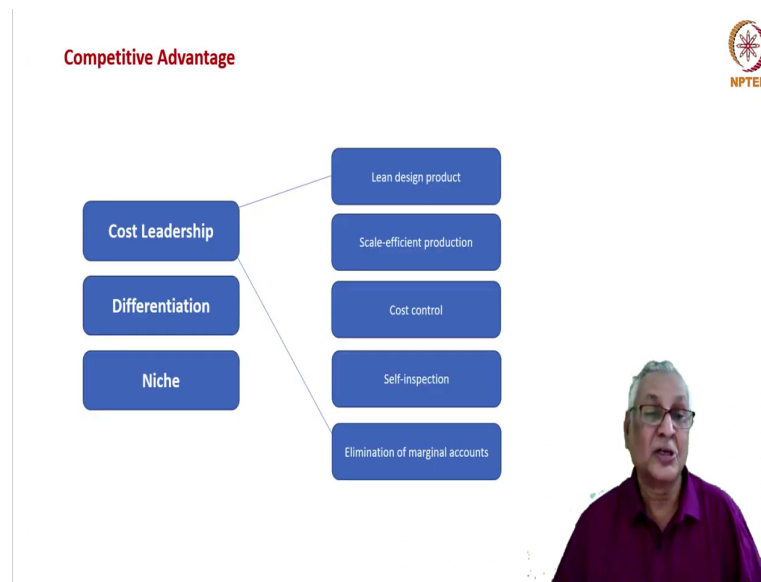 Competitive Advantage
NPTEL
Cost Leadership
Differentiation
Niche
Lean design product
Scale-efficient production
Cost control
Self-inspection
Elimination of marginal accounts